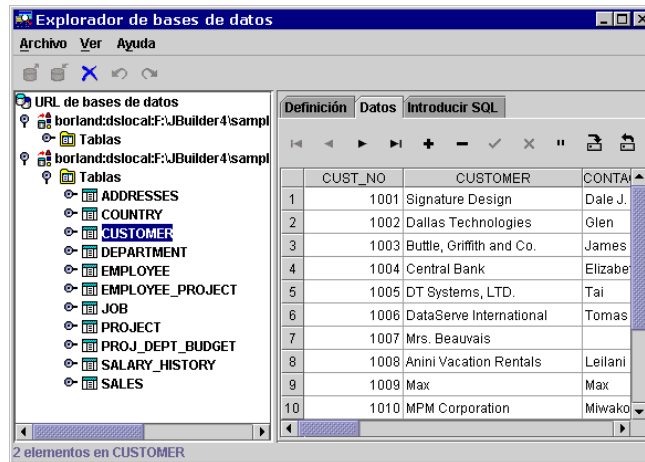 Explorador de bases de datos
Archivo Ver Ayuda
URL de bases de datos
borland:dslocal:F:\JBuilder4\sampl
Tablas
borland:dslocal:F:\JBuilder4\sampl
Tablas
ADDRESSES
COUNTRY
CUSTOMER
DEPARTMENT
EMPLOYEE
EMPLOYEE_PROJECT
JOB
PROJECT
PROJ_DEPT_BUDGET
SALARY_HISTORY
SALES
Definición Datos Introducir SQL
CUST_NO CUSTOMER CONTA
1 1001 Signature Design Dale J.
2 1002 Dallas Technologies Glen
3 1003 Buttle, Griffith and Co. James
4 1004 Central Bank Elizabe
5 1005 DT Systems, LTD. Tai
6 1006 DataServe International Tomas
7 1007 Mrs. Beauvais
8 1008 Anini Vacation Rentals Leilani
9 1009 Max Max
10 1010 MPM Corporation Miwako
2 elementos en CUSTOMER